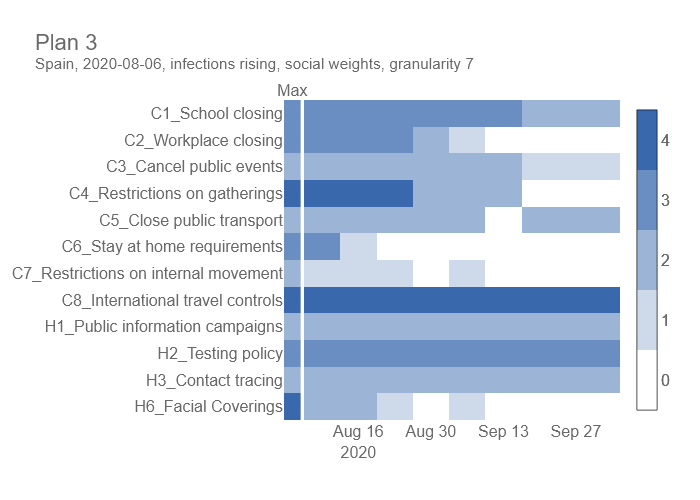 Plan 3
Spain, 2020-08-06, infections rising, social weights, granularity 7
Max
C1_School closing
C2_Workplace closing
C3_Cancel public events
C4_Restrictions on gatherings
C5_Close public transport
C6_Stay at home requirements
C7_Restrictions on internal movement
C8_International travel controls
H1_Public information campaigns
H2_Testing policy
H3_Contact tracing
H6_Facial Coverings
Aug 16 Aug 30 Sep 13 Sep 27
2020
4
3
2
1
0